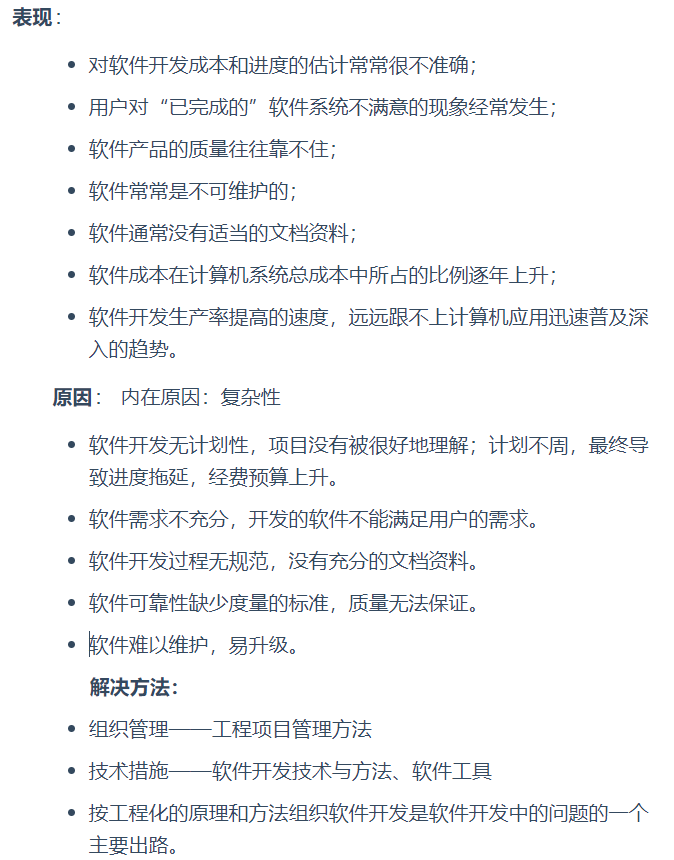 表现：
对软件开发成本和进度的估计常常很不准确；
用户对“已完成的”软件系统不满意的现象经常发生；
软件产品的质量往往靠不住；
软件常常是不可维护的；
软件通常没有适当的文档资料；
软件成本在计算机系统总成本中所占的比例逐年上升；
软件开发生产率提高的速度，远远跟不上计算机应用迅速普及深
入的趋势。
原因： 内在原因：复杂性
软件开发无计划性，项目没有被很好地理解；计划不周，最终导
致进度拖延，经费预算上升。
软件需求不充分，开发的软件不能满足用户的需求。
软件开发过程无规范，没有充分的文档资料。
软件可靠性缺少度量的标准，质量无法保证。
软件难以维护，易升级。
解决方法：
组织管理——工程项目管理方法
技术措施——软件开发技术与方法、软件工具
按工程化的原理和方法组织软件开发是软件开发中的问题的一个
主要出路。